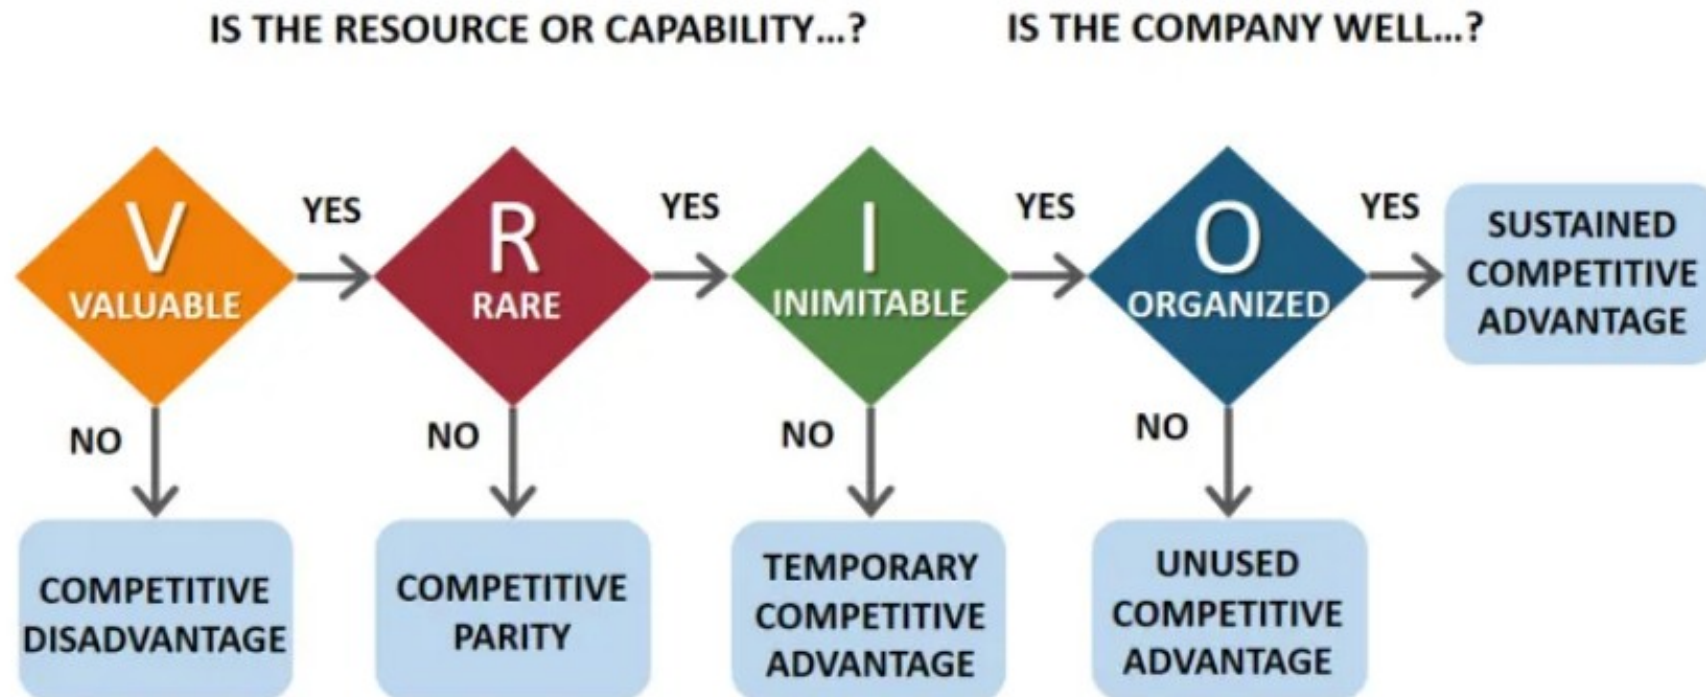 IS THE RESOURCE OR CAPABILITY...?
IS THE COMPANY WELL...?
V
VALUABLE
YES
R
RARE
YES
I
INIMITABLE
YES
O
ORGANIZED
YES
SUSTAINED
COMPETITIVE
ADVANTAGE
NO
NO
NO
NO
COMPETITIVE
DISADVANTAGE
COMPETITIVE
PARITY
TEMPORARY
COMPETITIVE
ADVANTAGE
UNUSED
COMPETITIVE
ADVANTAGE